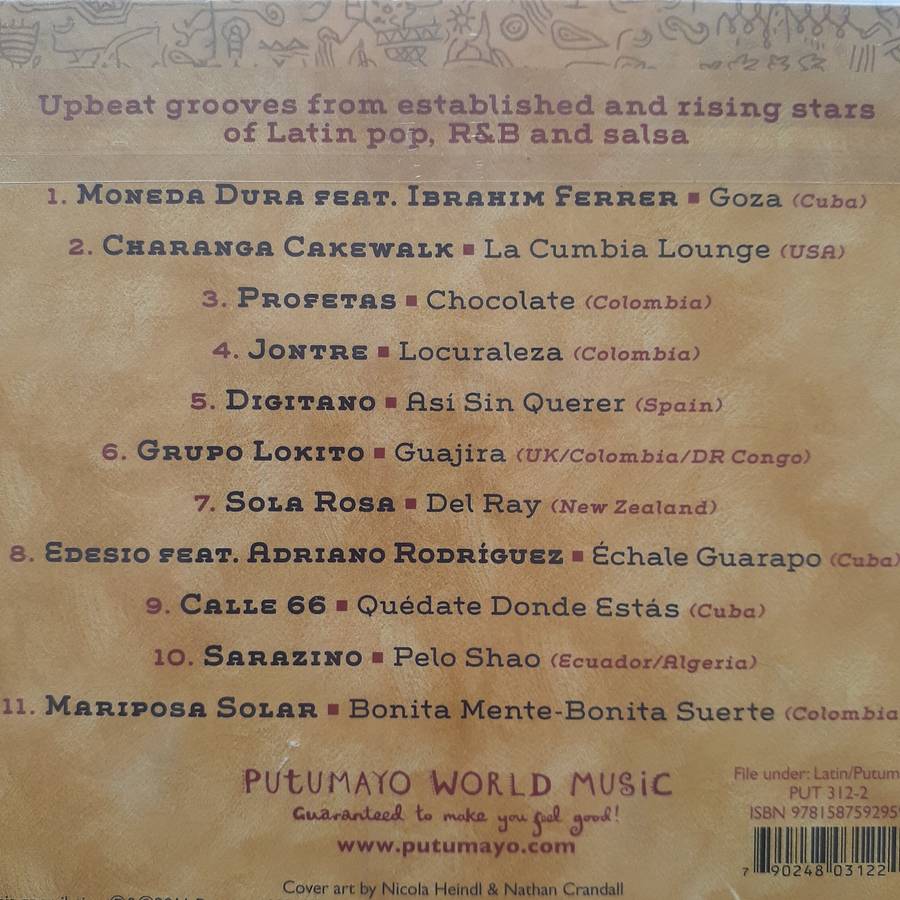 Upbeat grooves from established and rising stars
of Latin pop, R&B and salsa
1. Moneda Dura feat. Ibrahim Ferrer ■ Goza (Cuba)
2. Charanga Cakewalk ■ La Cumbia Lounge (USA)
3. Profetas ■ Chocolate (Colombia)
4. Jontre ■ Locuraleza (Colombia)
5. Digitano ■ Así Sin Querer (Spain)
6. Grupo Lokito ■ Guajira (UK/Colombia/DR Congo)
7. Sola Rosa ■ Del Ray (New Zealand)
8. Edesio feat. Adriano Rodríguez ■ Échale Guarapo (Cuba)
9. Calle 66 ■ Quédate Donde Estás (Cuba)
10. Sarazino ■ Pelo Shao (Ecuador/Algeria)
11. Mariposa Solar ■ Bonita Mente-Bonita Suerte (Colombia
PUTUMAYO WORLD MUSiC
Guaranteed to make you feel good!
www.putumayo.com
Cover art by Nicola Heindl & Nathan Crandall
File under: Latin/Putum
PUT 312-2
ISBN 978158759295
7 90248 03122